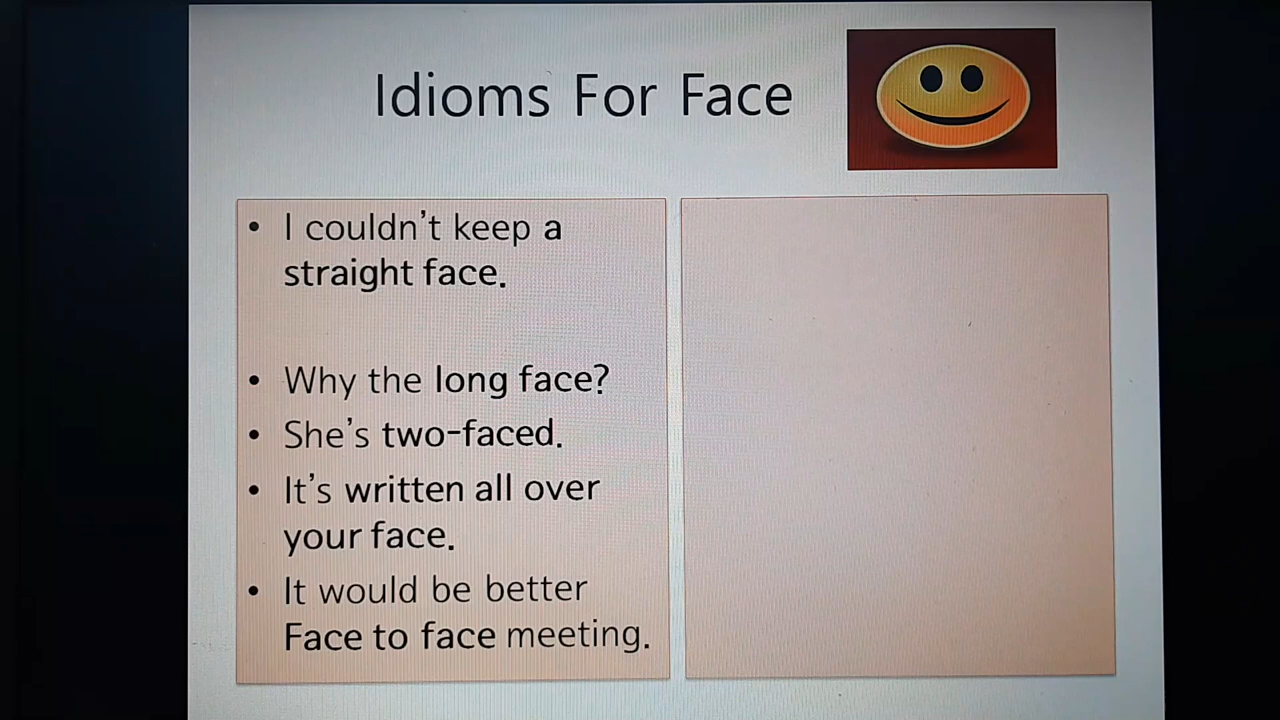 Idioms For Face
• I couldn't keep a
straight face.
• Why the long face?
• She's two-faced.
• It's written all over
your face.
• It would be better
Face to face meeting.